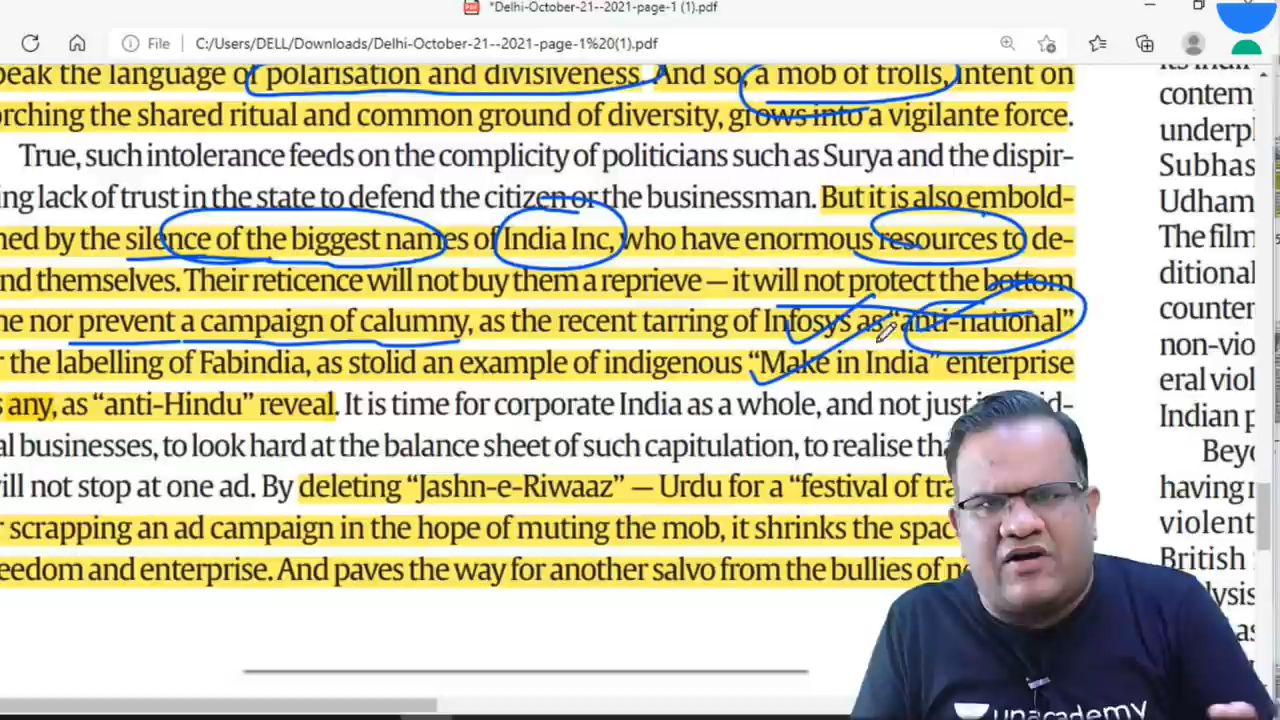 *Delhi-October-21--2021-page-1 (1).pdf
File C:/Users/DELL/Downloads/Delhi-October-21--2021-page-1%20(1).pdf
peak the language of polarisation and divisiveness. And so, a mob of trolls, intent on
orching the shared ritual and common ground of diversity, grows into a vigilante force.
True, such intolerance feeds on the complicity of politicians such as Surya and the dispir-
ing lack of trust in the state to defend the citizen or the businessman. But it is also embold-
ned by the silence of the biggest names of India Inc, who have enormous resources to de-
nd themselves. Their reticence will not buy them a reprieve — it will not protect the bottom
ne nor prevent a campaign of calumny, as the recent tarring of Infosys as "anti-national"
r the labelling of Fabindia, as stolid an example of indigenous "Make in India" enterprise
s any, as "anti-Hindu" reveal. It is time for corporate India as a whole, and not just
al businesses, to look hard at the balance sheet of such capitulation, to realise
ill not stop at one ad. By deleting "Jashn-e-Riwaaz" — Urdu for a "festival of
r scrapping an ad campaign in the hope of muting the mob, it shrinks the
eedom and enterprise. And paves the way for another salvo from the bullies of
contem
underpl
Subhas
Udham
The film
ditional
counter
non-vio
eral viol
Indian p
Beyo
having
violent
British
unacademy